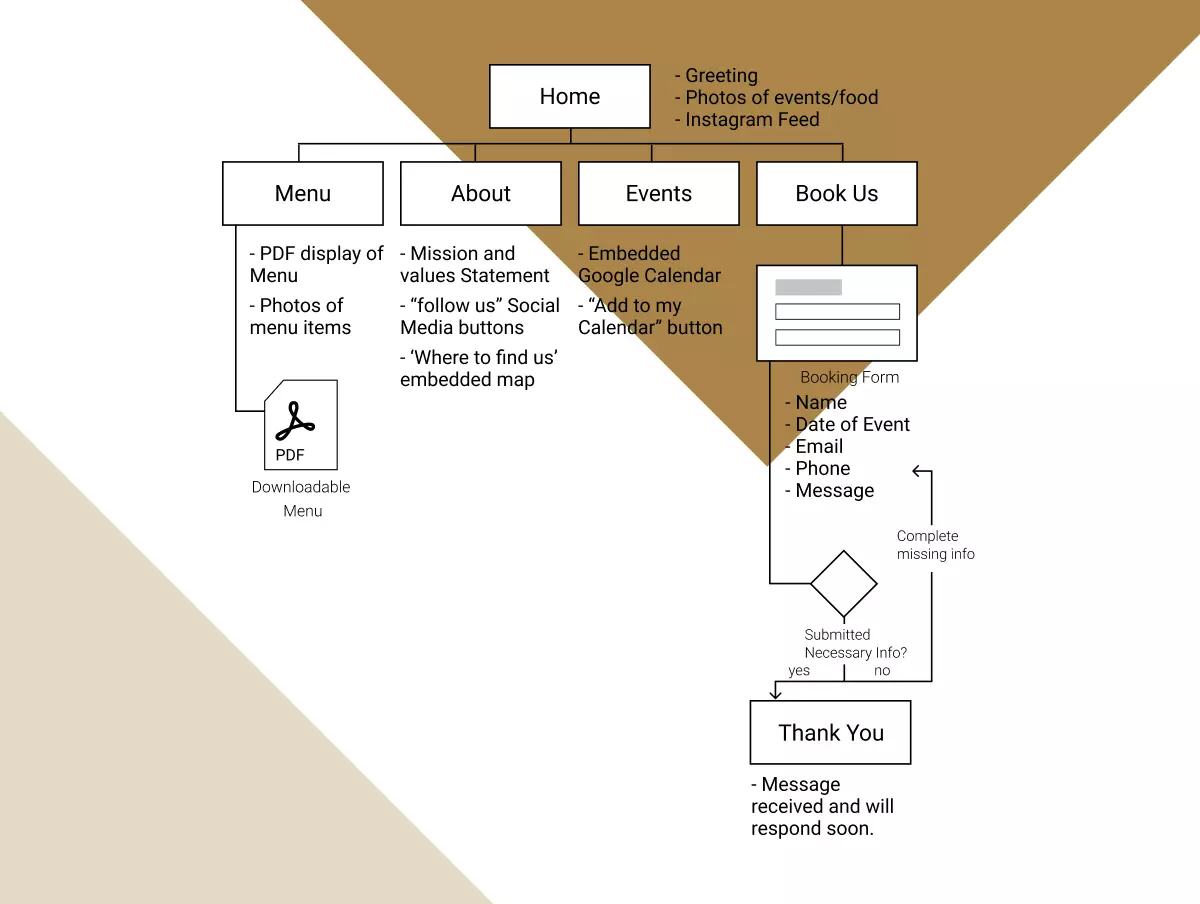 Home
- Greeting
- Photos of events/food
- Instagram Feed
Menu
About
Events
Book Us
- PDF display of
Menu
- Photos of
menu items
- Mission and
values Statement
- “follow us” Social
Media buttons
- ‘Where to find us’
embedded map
- Embedded
Google Calendar
- “Add to my
Calendar” button
PDF
Downloadable
Menu
Booking Form
- Name
- Date of Event
- Email
- Phone
- Message
Complete
missing info
Submitted
Necessary Info?
yes
no
Thank You
- Message
received and will
respond soon.